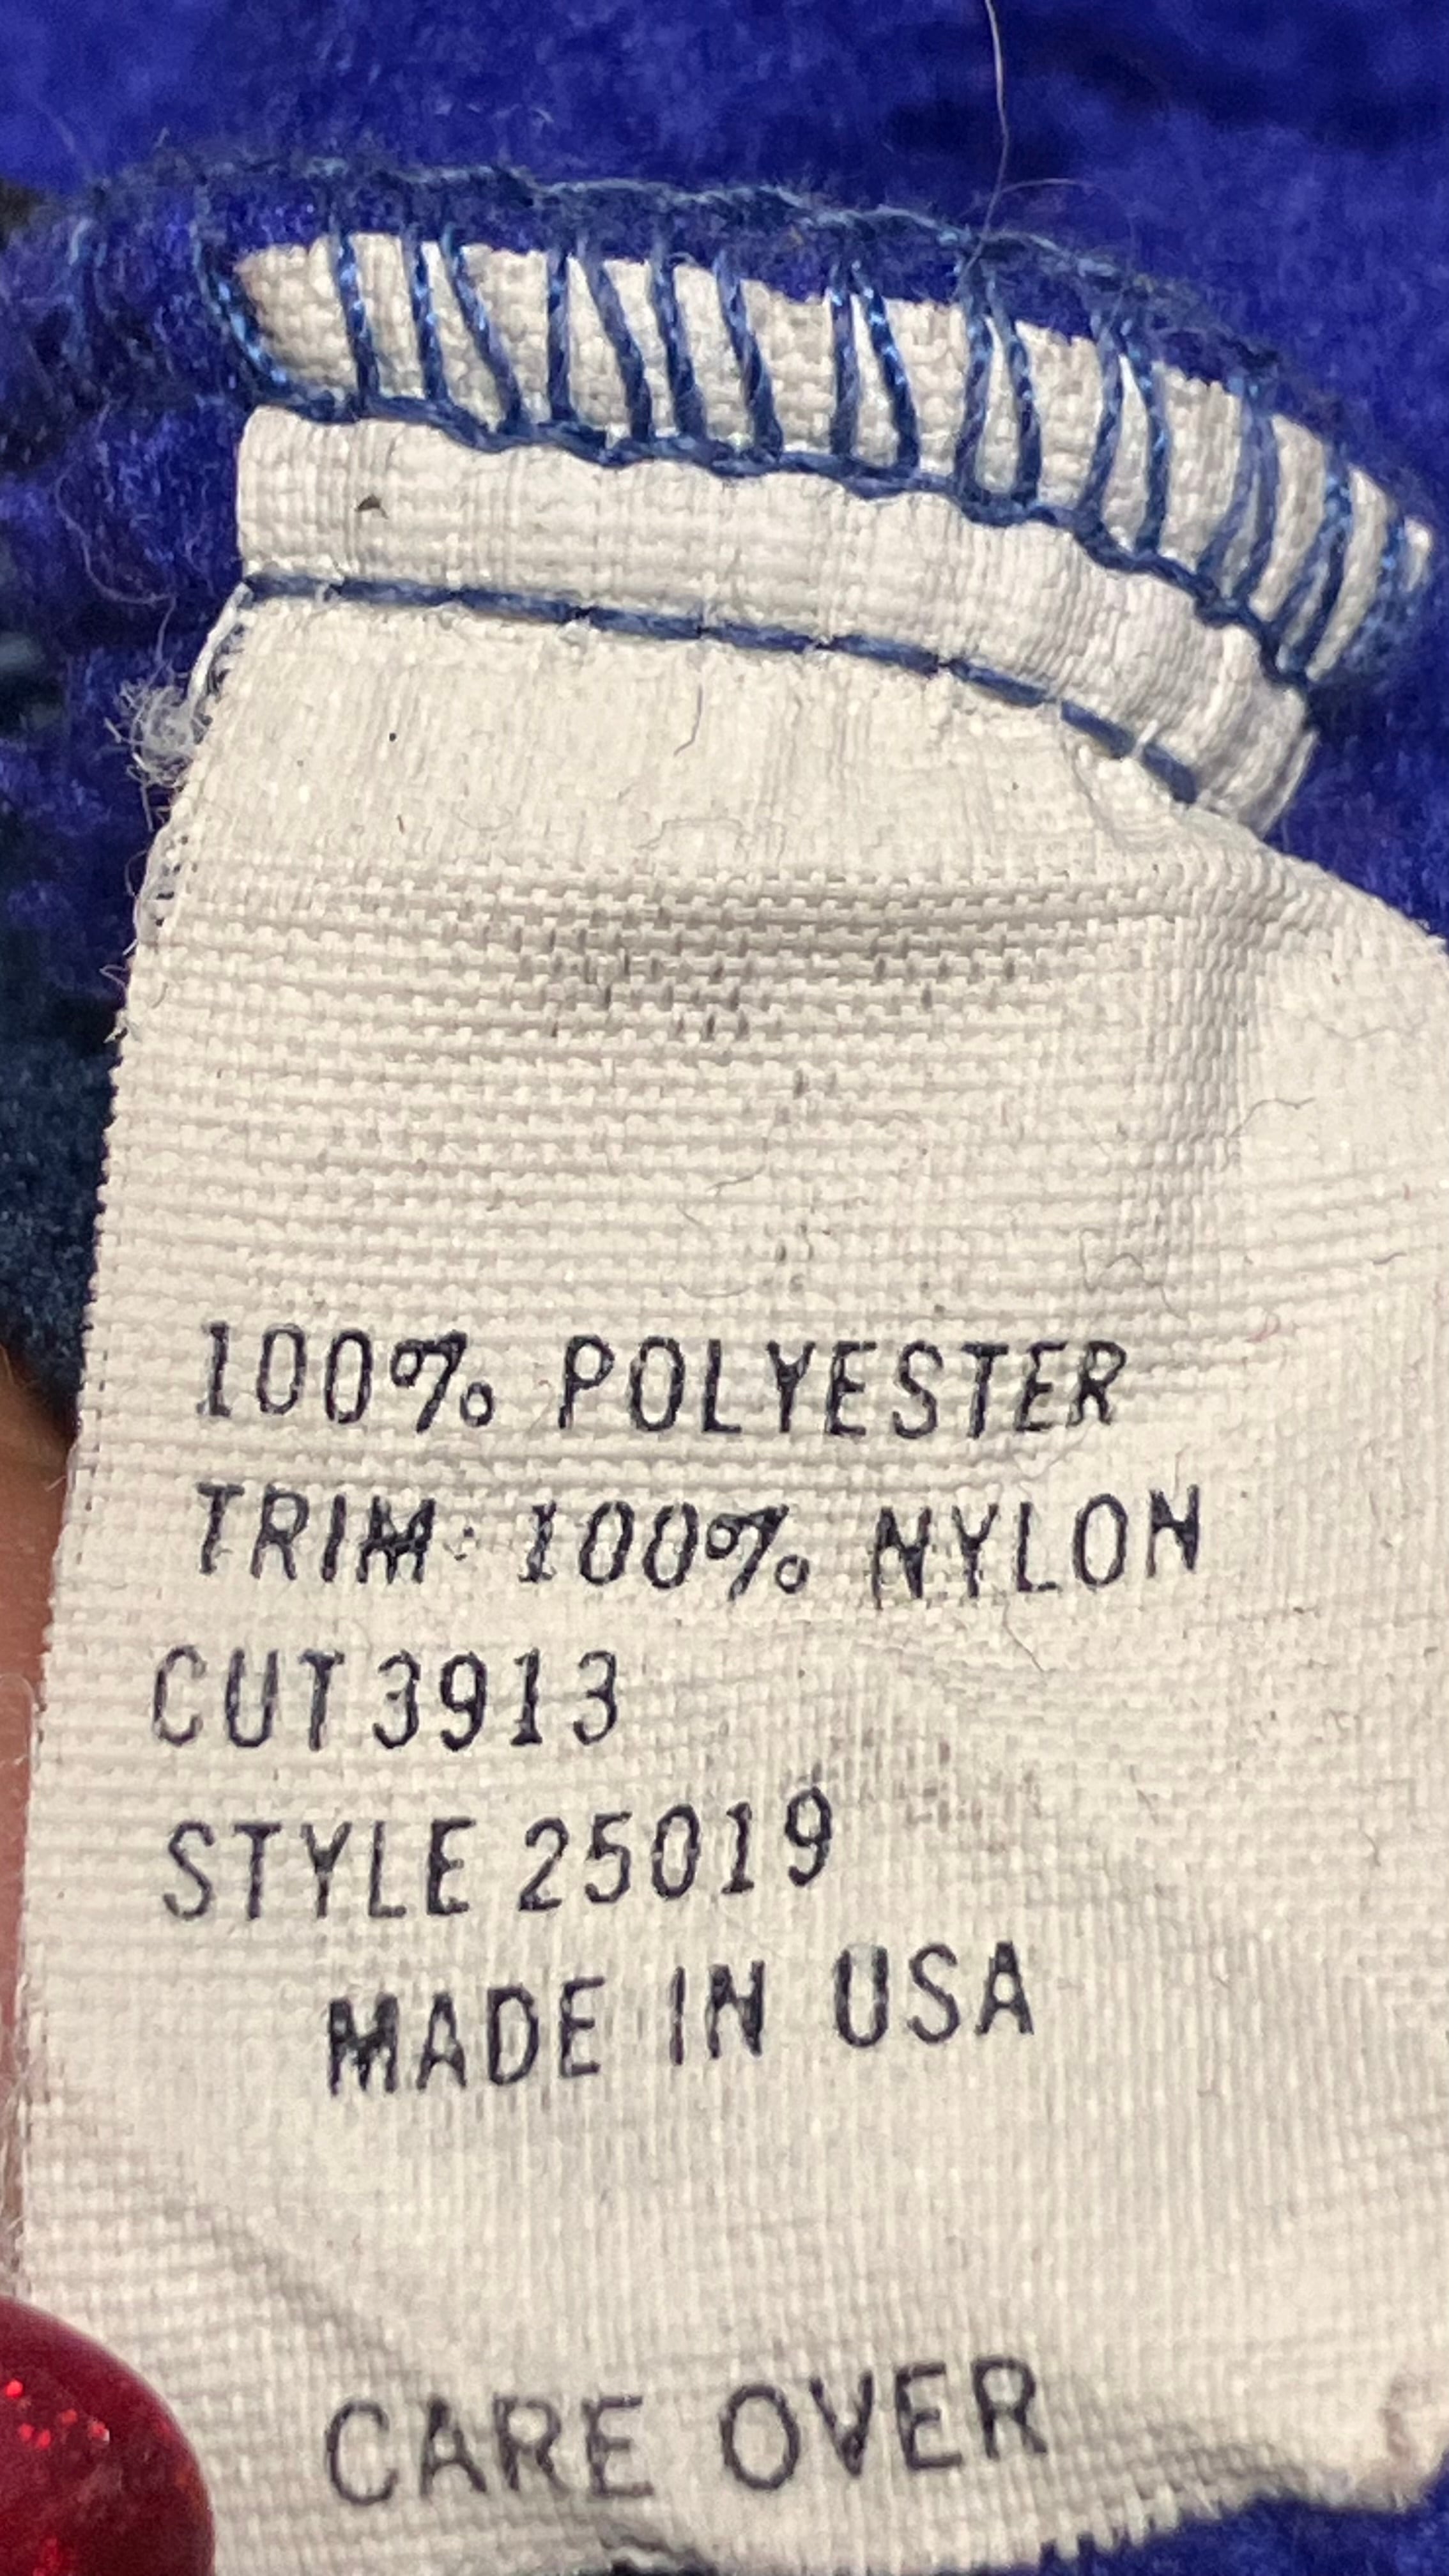 100% POLYESTER
TRIM: 100% NYLON
CUT 3913
STYLE 25019
MADE IN USA
CARE OVER